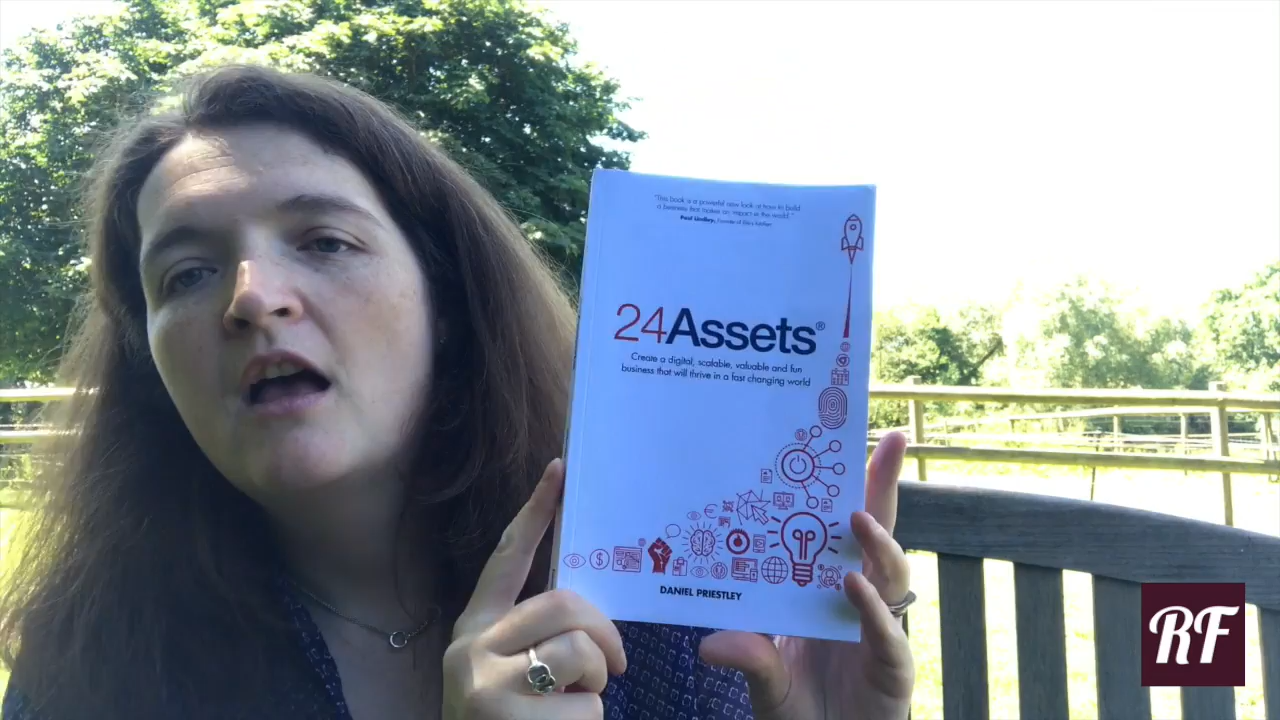 "This book is a powerful new look at how to build
a business that makes an impact in the world."
Paul Lindley, Founder of Ella's Kitchen
24Assets®
Create a digital, scalable, valuable and fun
business that will thrive in a fast changing world
DANIEL PRIESTLEY
RF